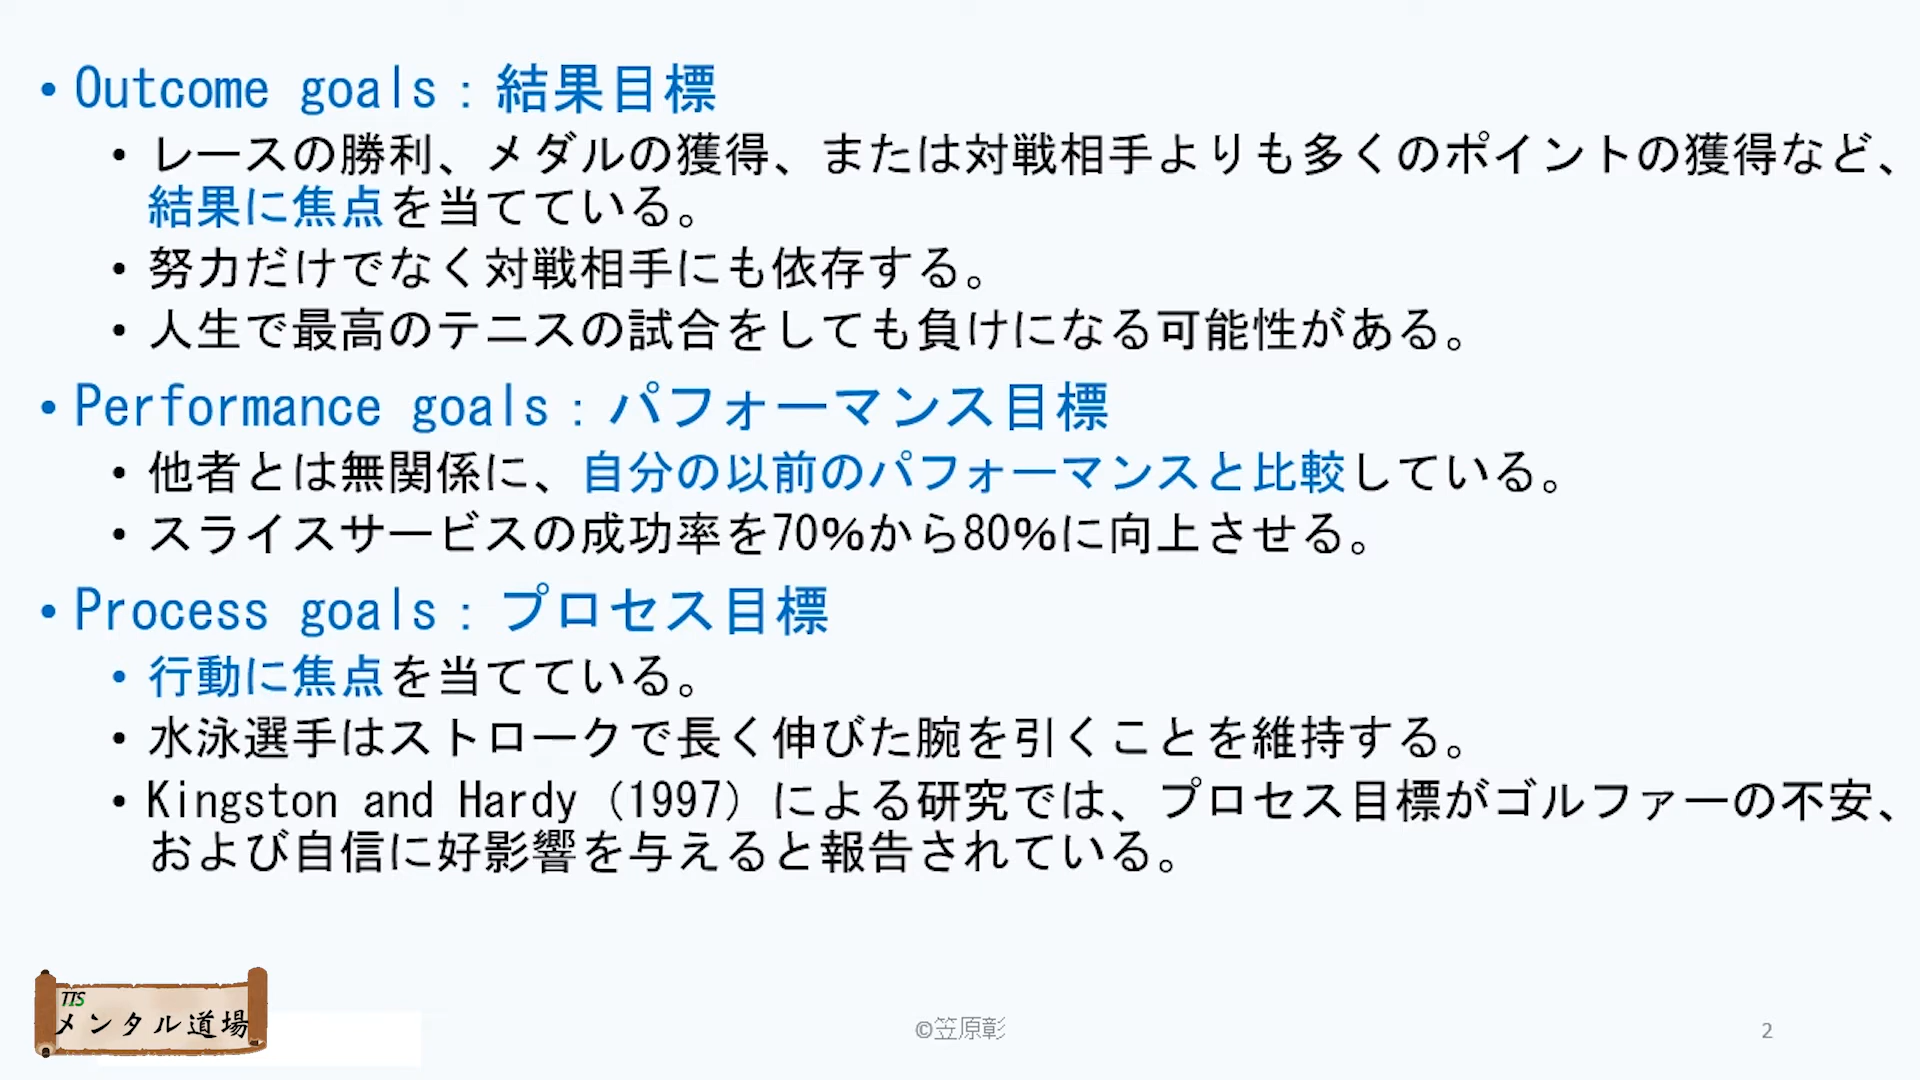 • Outcome goals：結果目標
• レースの勝利、メダルの獲得、または対戦相手よりも多くのポイントの獲得など、
結果に焦点を当てている。
• 努力だけでなく対戦相手にも依存する。
• 人生で最高のテニスの試合をしても負けになる可能性がある。
• Performance goals：パフォーマンス目標
• 他者とは無関係に、自分の以前のパフォーマンスと比較している。
• スライスサービスの成功率を70%から80%に向上させる。
• Process goals：プロセス目標
• 行動に焦点を当てている。
• 水泳選手はストロークで長く伸びた腕を引くことを維持する。
• Kingston and Hardy（1997）による研究では、プロセス目標がゴルファーの不安、
および自信に好影響を与えると報告されている。
TIS
メンタル道場
©笠原彰
2